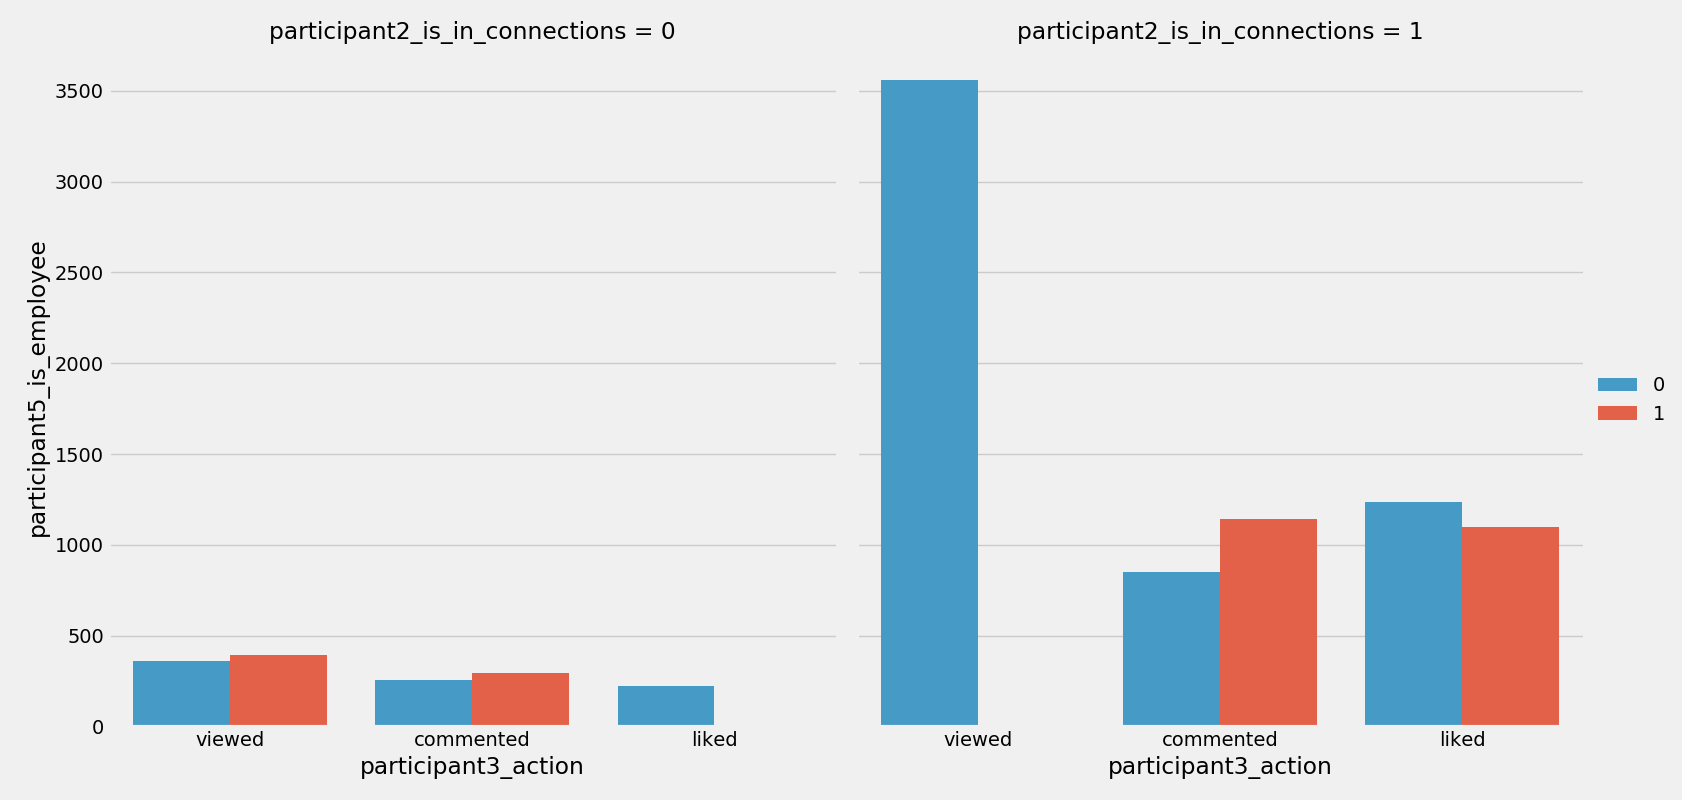 participant2_is_in_connections = 0
participant2_is_in_connections = 1
participant5_is_employee
3500
3000
2500
2000
1500
1000
500
0
viewed commented liked
viewed commented liked
participant3_action
participant3_action
0
1